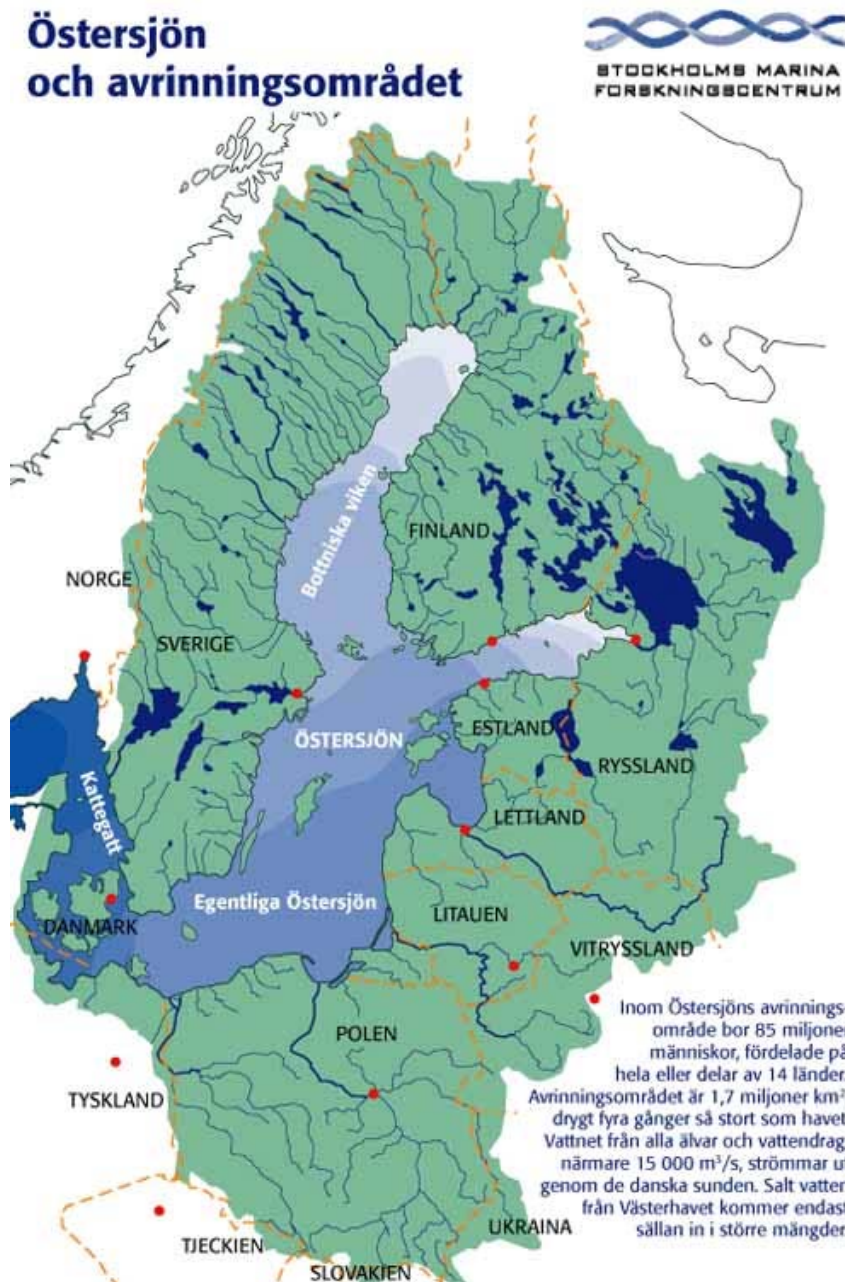 Östersjön
och avrinningsområdet
STOCKHOLMS MARINA
FORSKNINGSCENTRUM
Bottniska viken
FINLAND
NORGE
SVERIGE
ÖSTERSJÖN
ESTLAND
RYSSLAND
Kattegatt
LETTLAND
Egentliga Östersjön
LITAUEN
DANMARK
VITRYSSLAND
POLEN
TYSKLAND
UKRAINA
TJECKIEN
SLOVAKIEN
Inom Östersjöns avrinnings-
område bor 85 miljone
människor, fördelade på
hela eller delar av 14 länder.
Avrinningsområdet är 1,7 miljoner km²
drygt fyra gånger så stort som havet
Vattnet från alla älvar och vattendrag
närmare 15 000 m³/s, strömmar u
genom de danska sunden. Salt vatte
från Västerhavet kommer endast
sällan in i större mängder